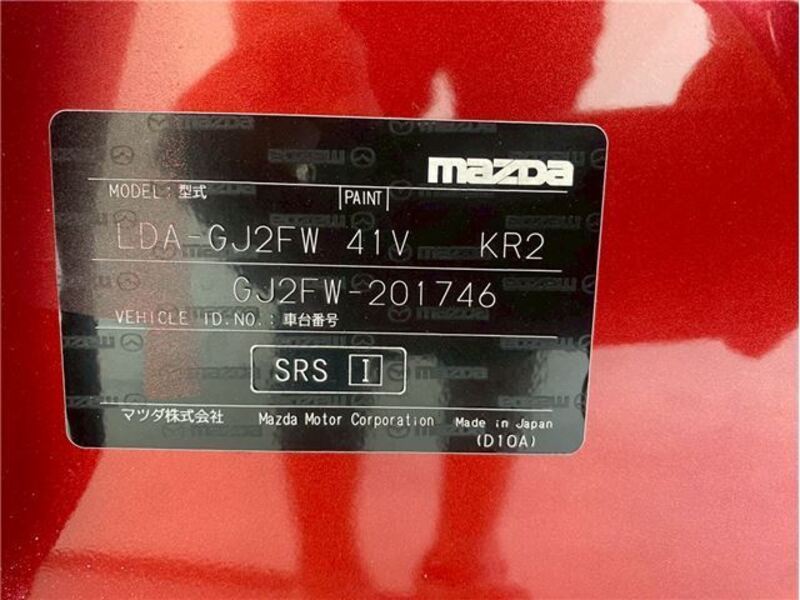 mazda
MODEL : 型式 PAINT
LDA-GJ2FW 41V KR2
GJ2FW-201746
VEHICLE ID.NO.: 車台番号
SRS I
マツダ株式会社 Mazda Motor Corporation Made in Japan
(D10A)